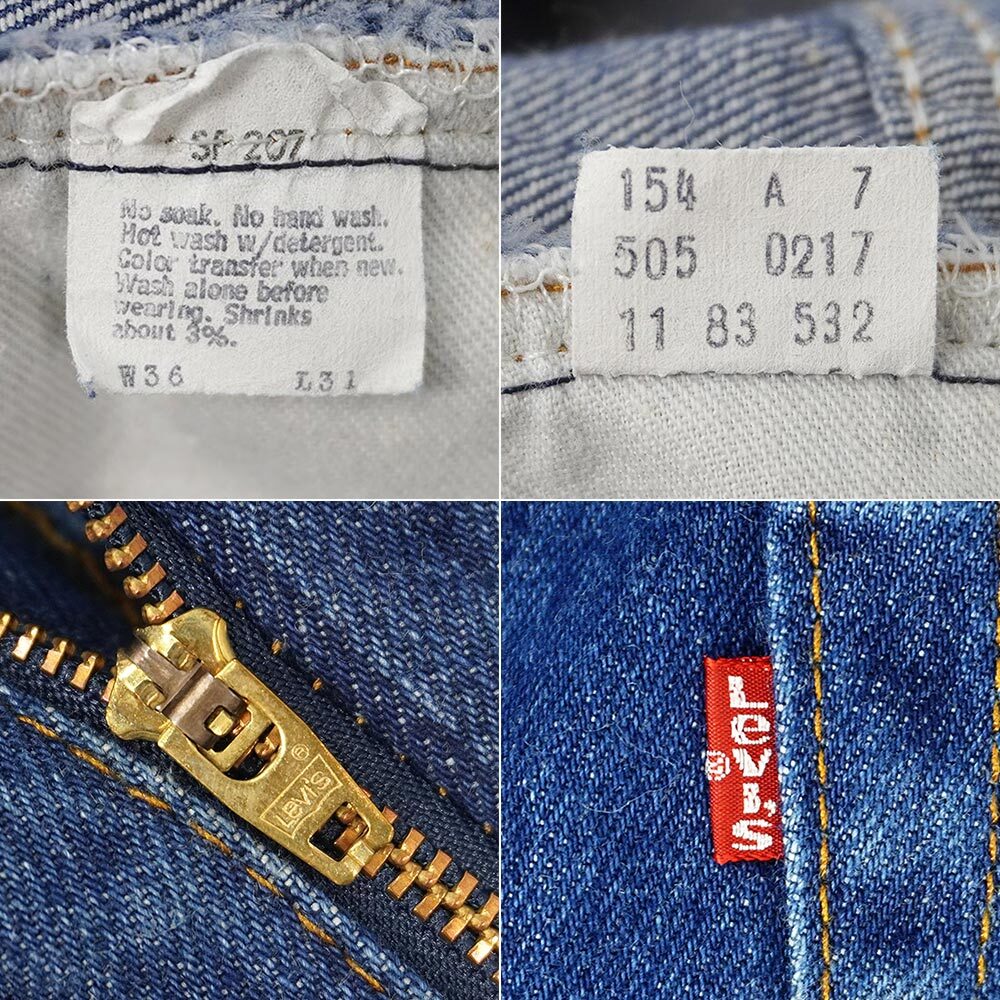 SP 207
No soak. No hand wash.
Hot wash w/detergent.
Color transfer when new.
Wash alone before
wearing. Shrinks
about 3%.
W36 L31
154 A 7
505 0217
11 83 532
Levi's ®
LEVI'S ®